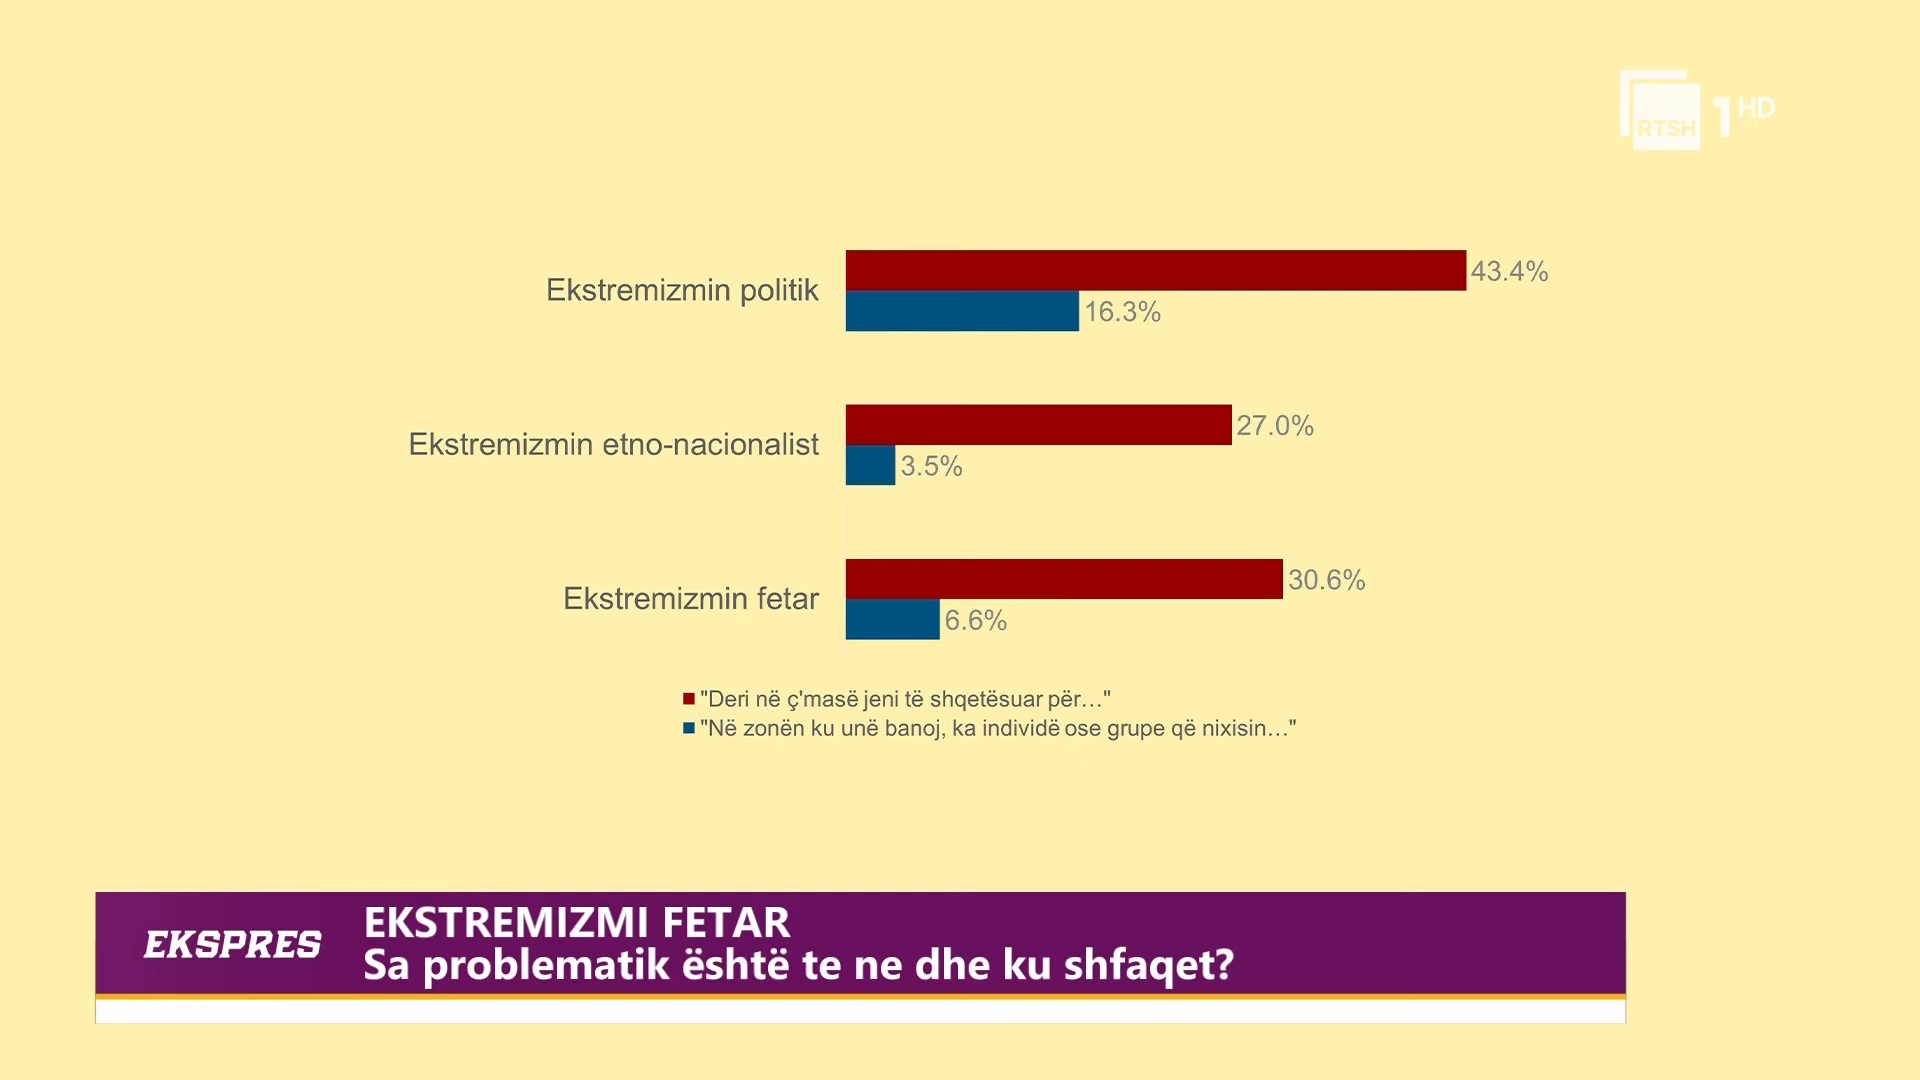 RTSH 1 HD
Ekstremizmin politik
43.4%
16.3%
Ekstremizmin etno-nacionalist
27.0%
3.5%
Ekstremizmin fetar
30.6%
6.6%
"Deri në ç'masë jeni të shqetësuar për…"
"Në zonën ku unë banoj, ka individë ose grupe që nixisin…"
EKSPRES
EKSTREMIZMI FETAR
Sa problematik është te ne dhe ku shfaqet?